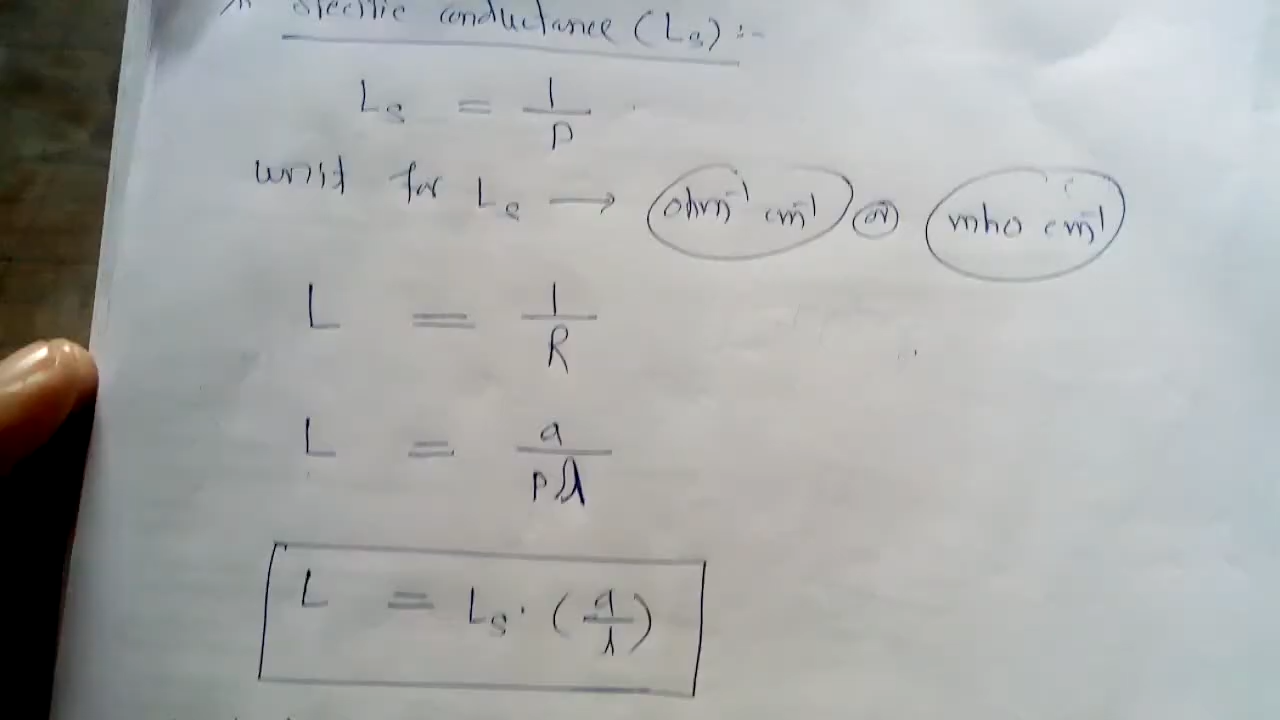 specific conductance (Ls) :-
Ls = 1/ρ
unit for Ls → ohm⁻¹ cm⁻¹ (or) mho cm⁻¹
L = 1/R
L = a/ρl
L = Ls. (a/l)